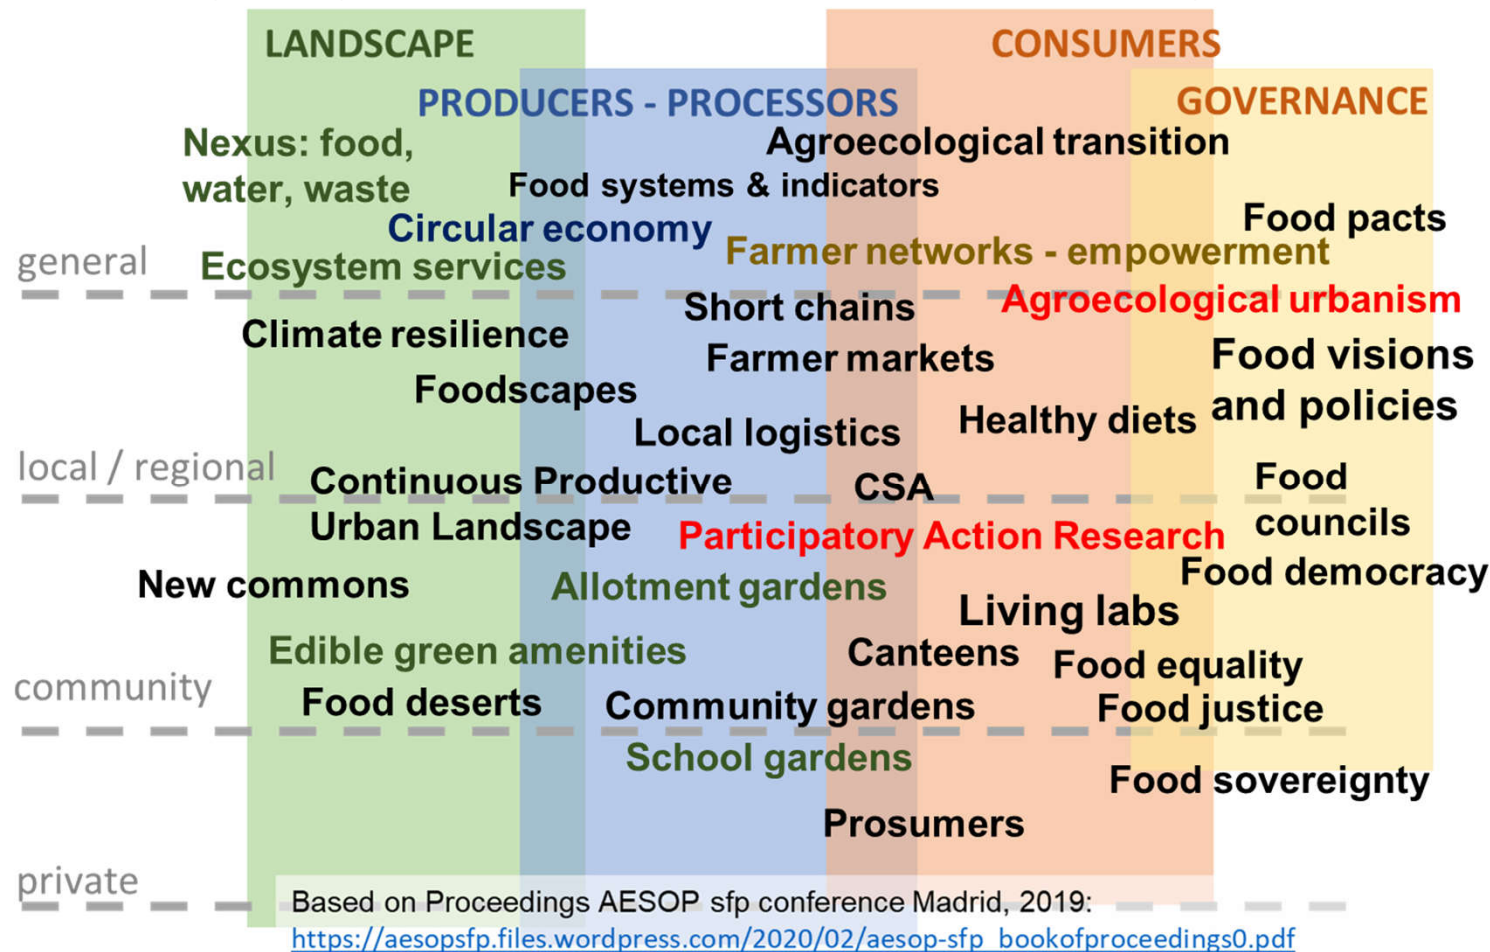 LANDSCAPE
CONSUMERS
PRODUCERS - PROCESSORS
GOVERNANCE
Nexus: food,
water, waste
Agroecological transition
Food systems & indicators
Circular economy
Food pacts
Farmer networks - empowerment
general
Ecosystem services
Short chains
Agroecological urbanism
Climate resilience
Farmer markets
Food visions
and policies
Foodscapes
Healthy diets
Local logistics
local / regional
Continuous Productive
Urban Landscape
CSA
Food
councils
Participatory Action Research
New commons
Allotment gardens
Food democracy
Living labs
Edible green amenities
Canteens
Food equality
community
Food deserts
Community gardens
Food justice
School gardens
Food sovereignty
Prosumers
private
Based on Proceedings AESOP sfp conference Madrid, 2019:
https://aesopsfp.files.wordpress.com/2020/02/aesop-sfp_bookofproceedings0.pdf